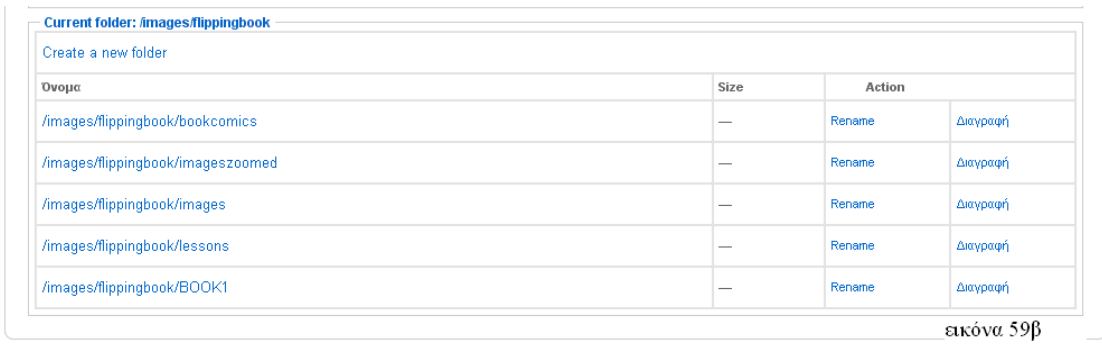 Current folder: /images/flippingbook
Create a new folder
Όνομα Size Action
/images/flippingbook/bookcomics — Rename Διαγραφή
/images/flippingbook/imageszoomed — Rename Διαγραφή
/images/flippingbook/images — Rename Διαγραφή
/images/flippingbook/lessons — Rename Διαγραφή
/images/flippingbook/BOOK1 — Rename Διαγραφή
εικόνα 59β